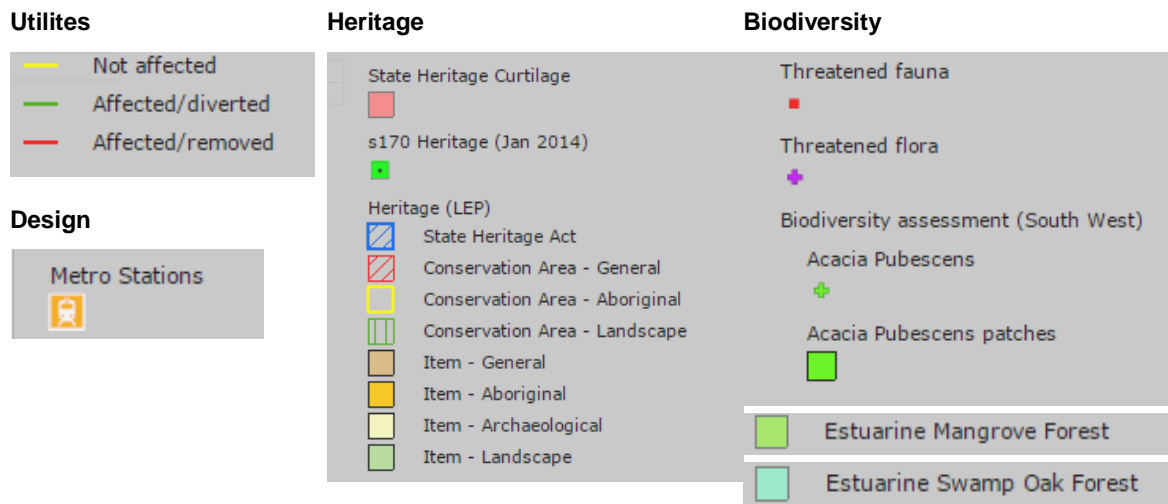 Utilites
Not affected
Affected/diverted
Affected/removed
Design
Metro Stations
Heritage
State Heritage Curtilage
s170 Heritage (Jan 2014)
Heritage (LEP)
State Heritage Act
Conservation Area - General
Conservation Area - Aboriginal
Conservation Area - Landscape
Item - General
Item - Aboriginal
Item - Archaeological
Item - Landscape
Biodiversity
Threatened fauna
Threatened flora
Biodiversity assessment (South West)
Acacia Pubescens
Acacia Pubescens patches
Estuarine Mangrove Forest
Estuarine Swamp Oak Forest